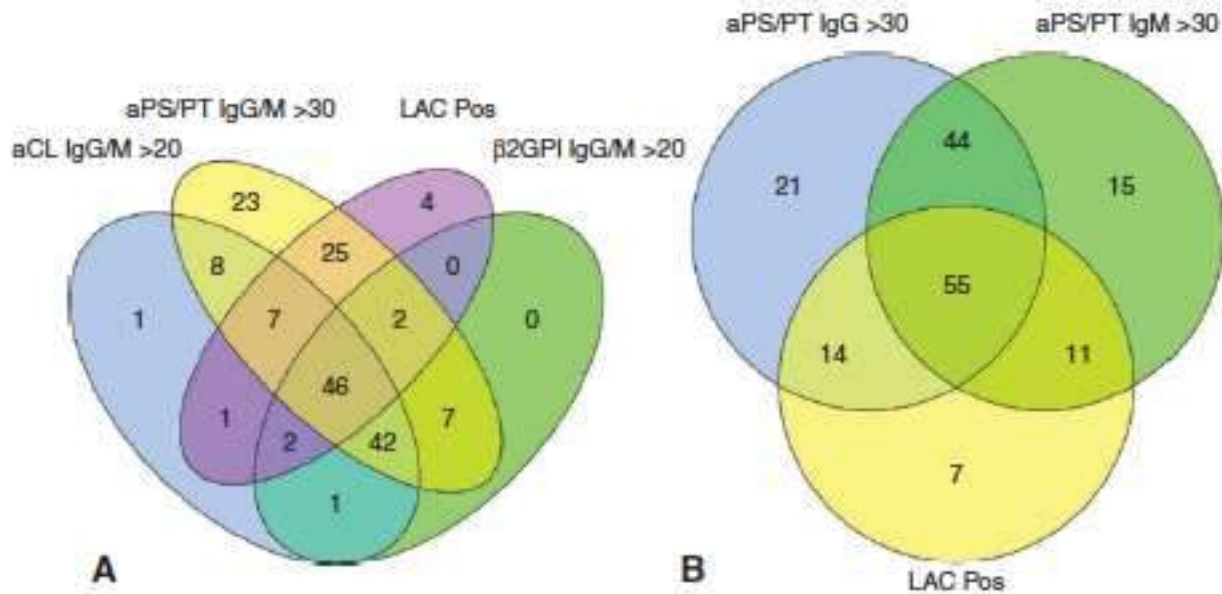 aPS/PT IgG >30
aPS/PT IgM >30
aPS/PT IgG/M >30
LAC Pos
aCL IgG/M >20
β2GPI IgG/M >20
23
4
25
8
0
1
7
2
0
46
1
2
42
7
1
A
44
21
15
55
14
11
7
B
LAC Pos